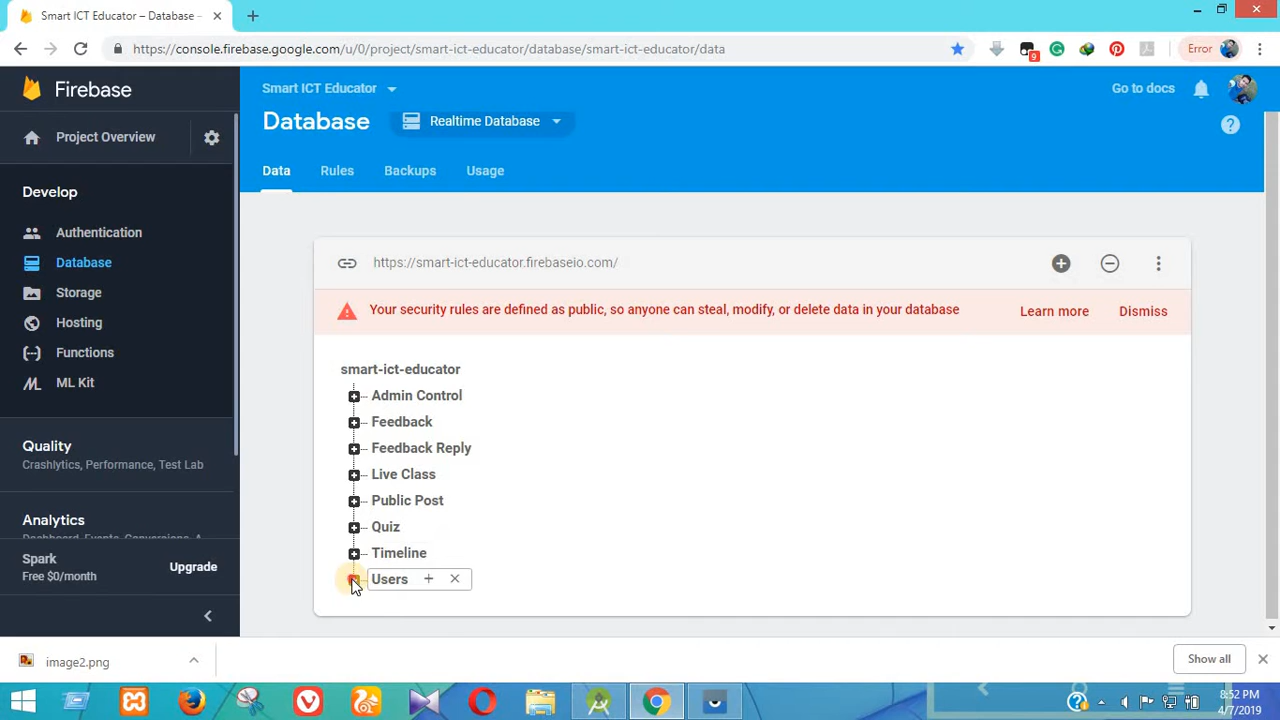 Smart ICT Educator – Database –
https://console.firebase.google.com/u/0/project/smart-ict-educator/database/smart-ict-educator/data
9
Error
Firebase
Smart ICT Educator
Go to docs
Project Overview
Database
Realtime Database
Data
Rules
Backups
Usage
Develop
Authentication
Database
Storage
Hosting
Functions
ML Kit
Quality
Crashlytics, Performance, Test Lab
Analytics
Dashboard, Events, Conversions, A
Spark
Free $0/month
Upgrade
https://smart-ict-educator.firebaseio.com/
Your security rules are defined as public, so anyone can steal, modify, or delete data in your database
Learn more
Dismiss
smart-ict-educator
Admin Control
Feedback
Feedback Reply
Live Class
Public Post
Quiz
Timeline
Users
image2.png
Show all
8:52 PM
4/7/2019